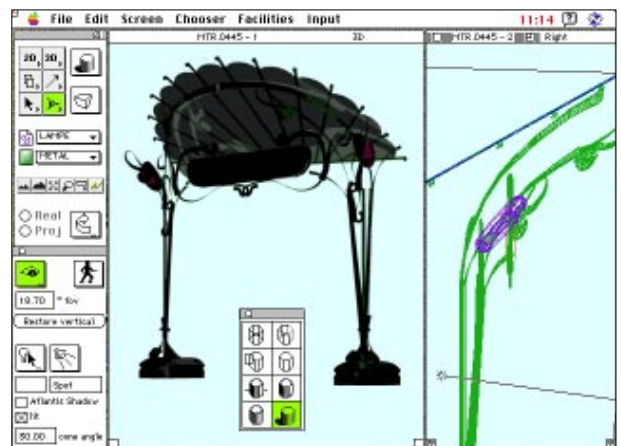 File Edit Screen Chooser Facilities Input 11:14
MTR.0445 - 1 3D
MTR.0445 - 2 Right
2D, 3D,
LAMPE
METAL
Real
Proj
18.70 ° fov
Restore vertical
Spot
Atlantic Shadow
lit
50.00 cone angle